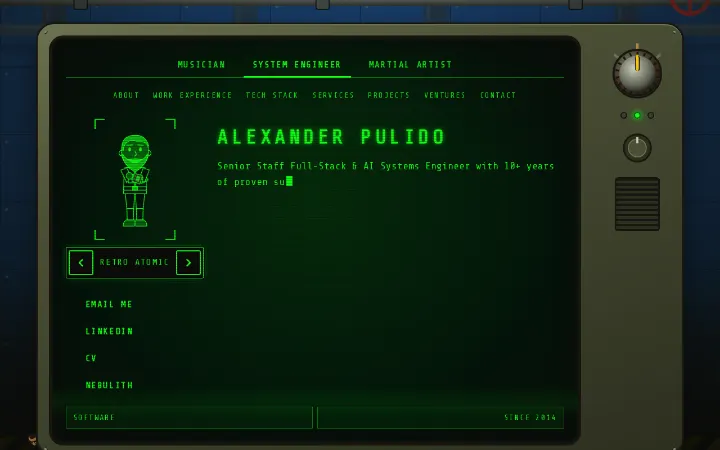 MUSICIAN SYSTEM ENGINEER MARTIAL ARTIST
ABOUT WORK EXPERIENCE TECH STACK SERVICES PROJECTS VENTURES CONTACT
ALEXANDER PULIDO
Senior Staff Full-Stack & AI Systems Engineer with 10+ years
of proven su
RETRO ATOMIC
EMAIL ME
LINKEDIN
CV
NEBULITH
SOFTWARE SINCE 2014